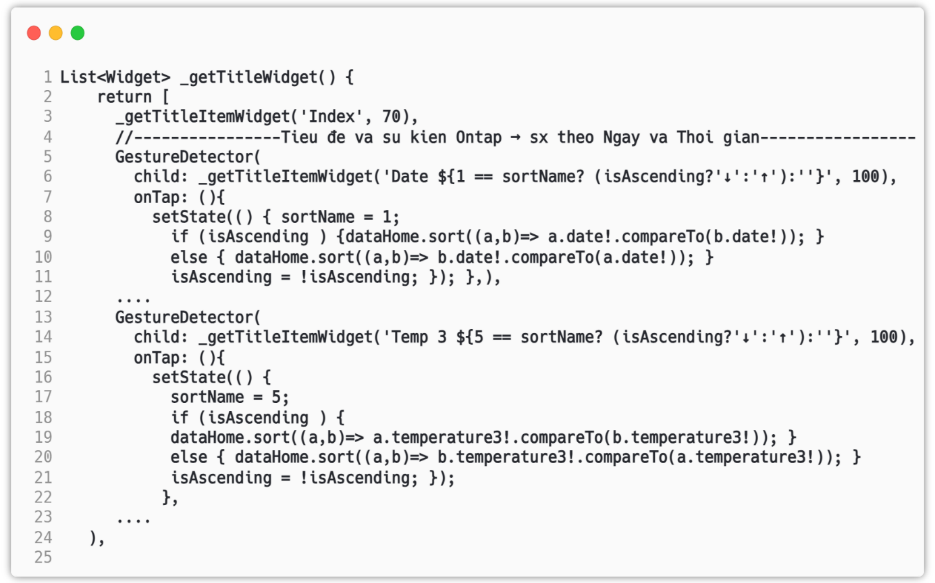 1 List<Widget> _getTitleWidget() {
2     return [
3       _getTitleItemWidget('Index', 70),
4       //----------------Tieu đe va su kien Ontap → sx theo Ngay va Thoi gian-----------------
5       GestureDetector(
6         child: _getTitleItemWidget('Date ${1 == sortName? (isAscending?'↓':'↑'):''}', 100),
7         onTap: (){
8           setState(() { sortName = 1;
9             if (isAscending ) {dataHome.sort((a,b)=> a.date!.compareTo(b.date!)); }
10             else { dataHome.sort((a,b)=> b.date!.compareTo(a.date!)); }
11             isAscending = !isAscending; }); },),
12       ....
13       GestureDetector(
14         child: _getTitleItemWidget('Temp 3 ${5 == sortName? (isAscending?'↓':'↑'):''}', 100),
15         onTap: (){
16           setState(() {
17             sortName = 5;
18             if (isAscending ) {
19             dataHome.sort((a,b)=> a.temperature3!.compareTo(b.temperature3!)); }
20             else { dataHome.sort((a,b)=> b.temperature3!.compareTo(a.temperature3!)); }
21             isAscending = !isAscending; });
22            },
23       ....
24    ),
25